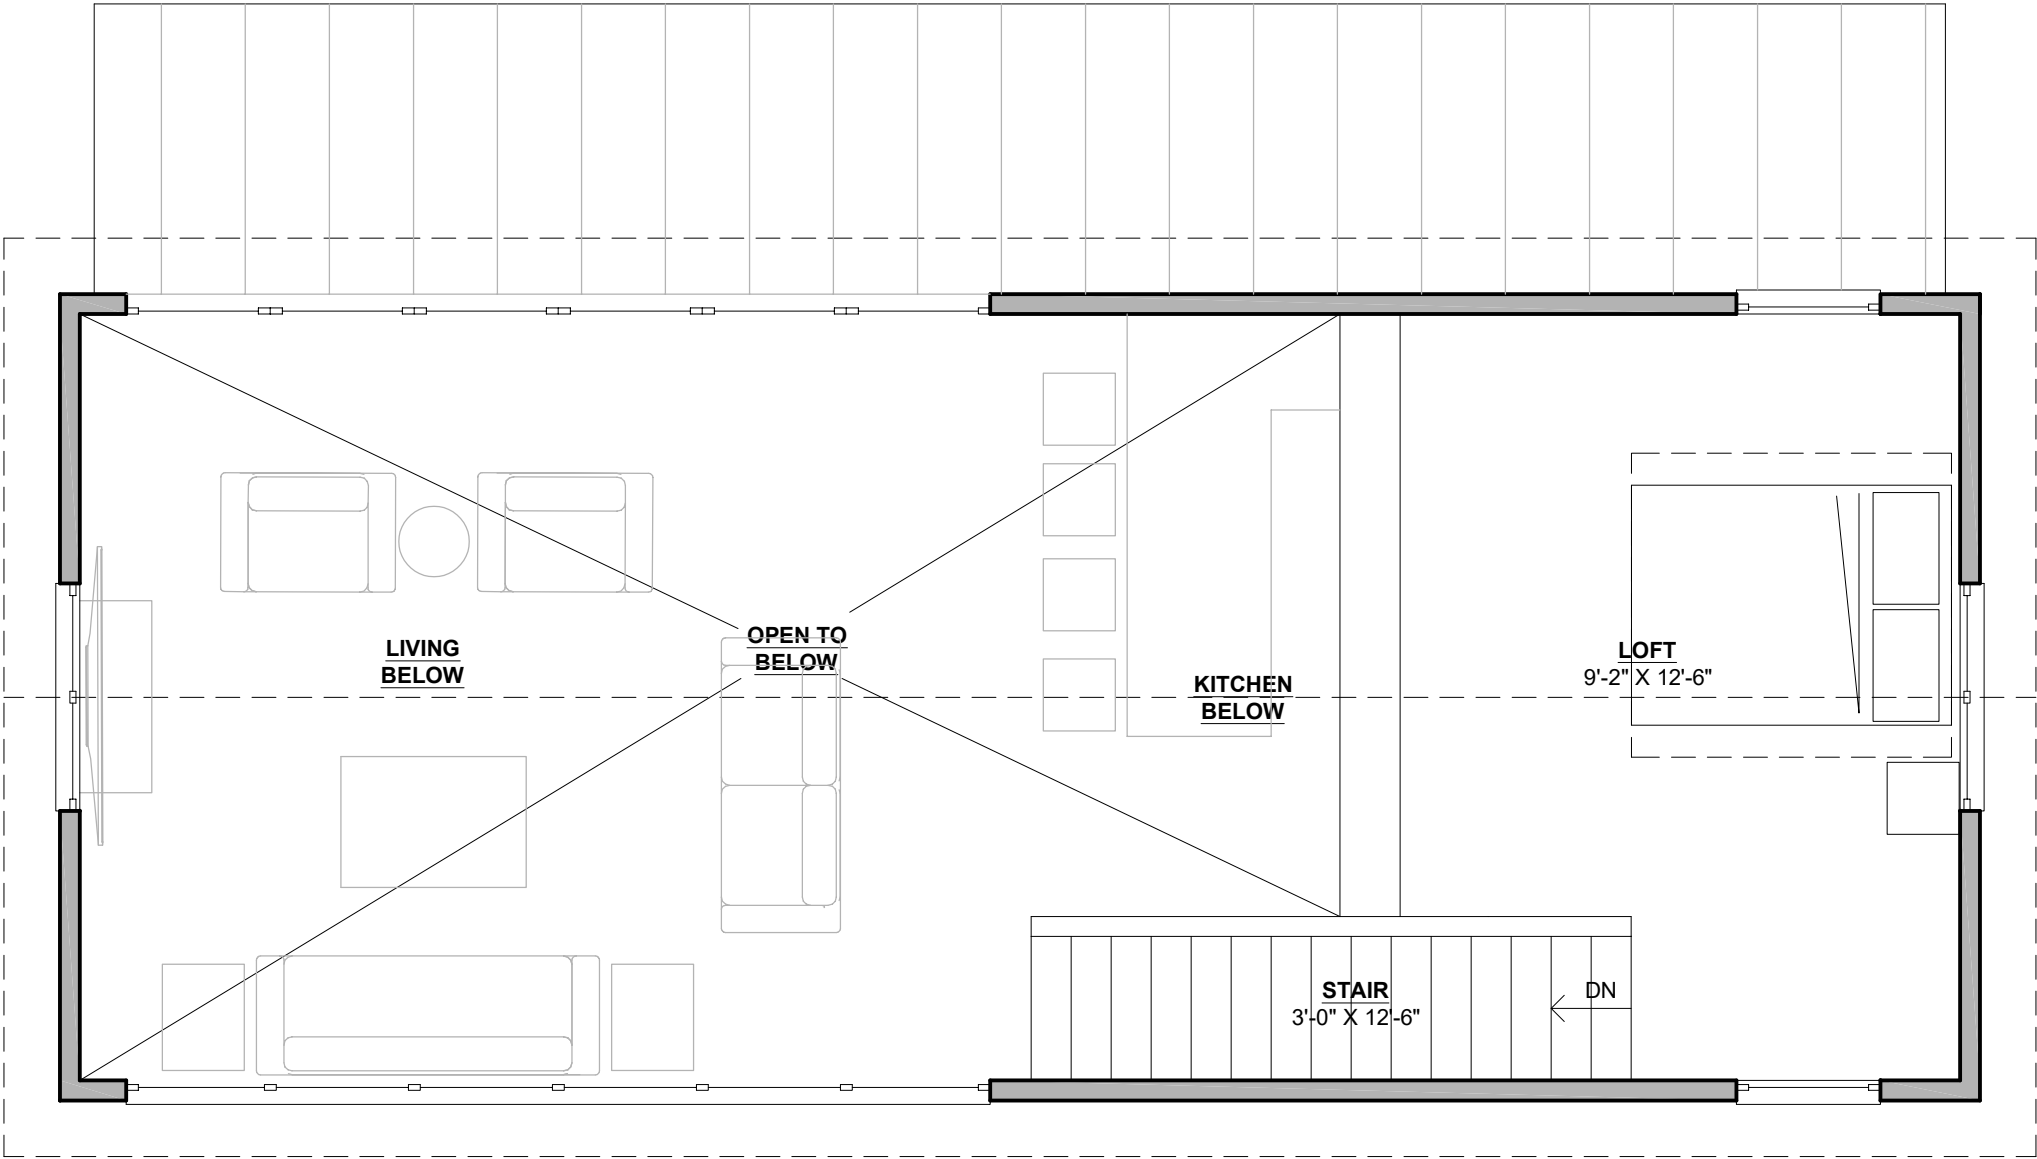 OPEN TO
BELOW
LIVING
BELOW
KITCHEN
BELOW
LOFT
9'-2" X 12'-6"
STAIR
3'-0" X 12'-6"
DN